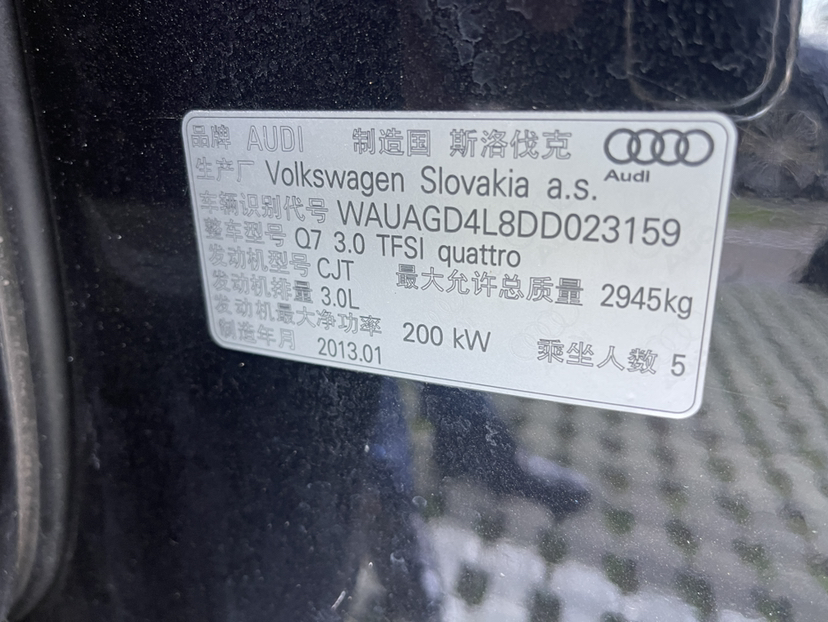 品牌 AUDI 制造国 斯洛伐克
Audi
生产厂 Volkswagen Slovakia a.s.
车辆识别代号 WAUAGD4L8DD023159
整车型号 Q7 3.0 TFSI quattro
发动机型号 CJT 最大允许总质量 2945kg
发动机排量 3.0L
发动机最大净功率 200 kW 乘坐人数 5
制造年月 2013.01